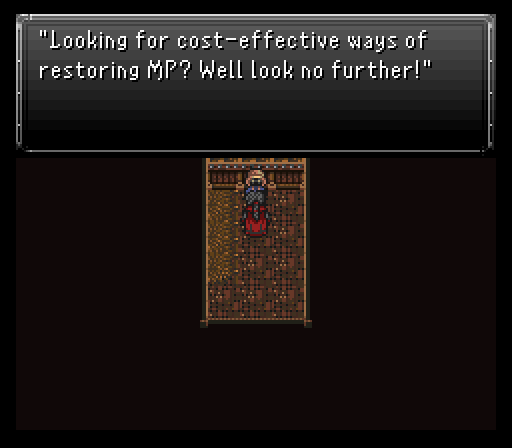 "Looking for cost-effective ways of
restoring MP? Well look no further!"